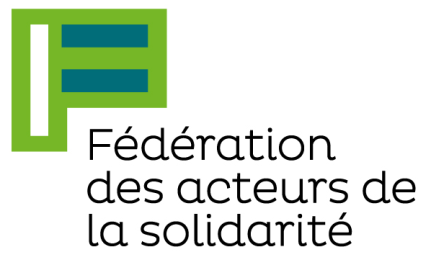 Fédération
des acteurs de
la solidarité